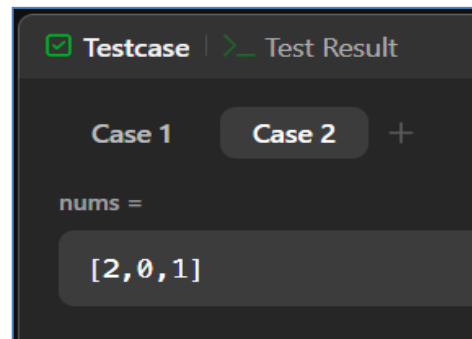 Testcase | >_ Test Result
Case 1 Case 2 +
nums =
[2,0,1]